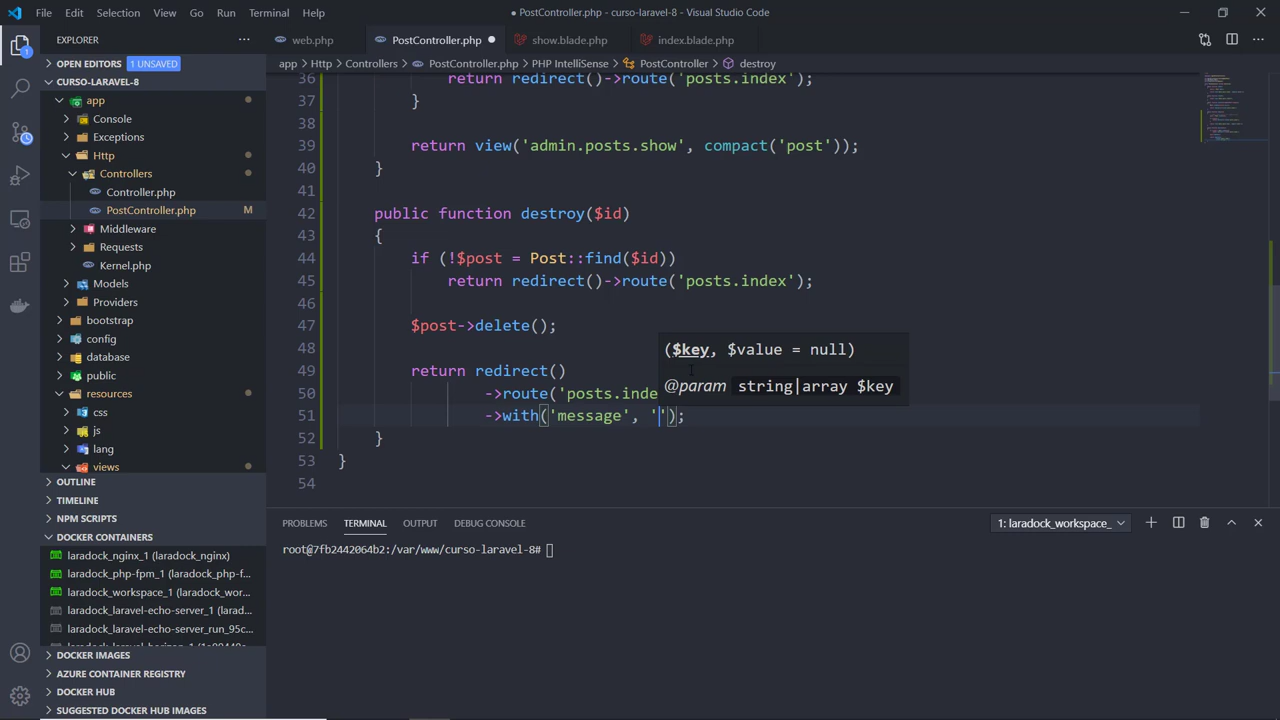 File Edit Selection View Go Run Terminal Help
● PostController.php - curso-laravel-8 - Visual Studio Code
EXPLORER
OPEN EDITORS 1 UNSAVED
CURSO-LARAVEL-8
app
Console
Exceptions
Http
Controllers
Controller.php
PostController.php M
Middleware
Requests
Kernel.php
Models
Providers
bootstrap
config
database
public
resources
css
js
lang
views
OUTLINE
TIMELINE
NPM SCRIPTS
DOCKER CONTAINERS
laradock_nginx_1 (laradock_nginx)
laradock_php-fpm_1 (laradock_php-f...
laradock_workspace_1 (laradock_wor...
laradock_laravel-echo-server_1 (larad...
laradock_laravel-echo-server_run_95c...
DOCKER IMAGES
AZURE CONTAINER REGISTRY
DOCKER HUB
SUGGESTED DOCKER HUB IMAGES
web.php PostController.php ● show.blade.php index.blade.php
app > Http > Controllers > PostController.php > PHP IntelliSense > PostController > destroy
36 return redirect()->route('posts.index');
37 }
38
39 return view('admin.posts.show', compact('post'));
40 }
41
42 public function destroy($id)
43 {
44 if (!$post = Post::find($id))
45 return redirect()->route('posts.index');
46
47 $post->delete();
48
49 return redirect()
50 ->route('posts.inde
51 ->with('message', '');
52 }
53 }
54
($key, $value = null)
@param string|array $key
PROBLEMS TERMINAL OUTPUT DEBUG CONSOLE
1: laradock_workspace_
root@7fb2442064b2:/var/www/curso-laravel-8#